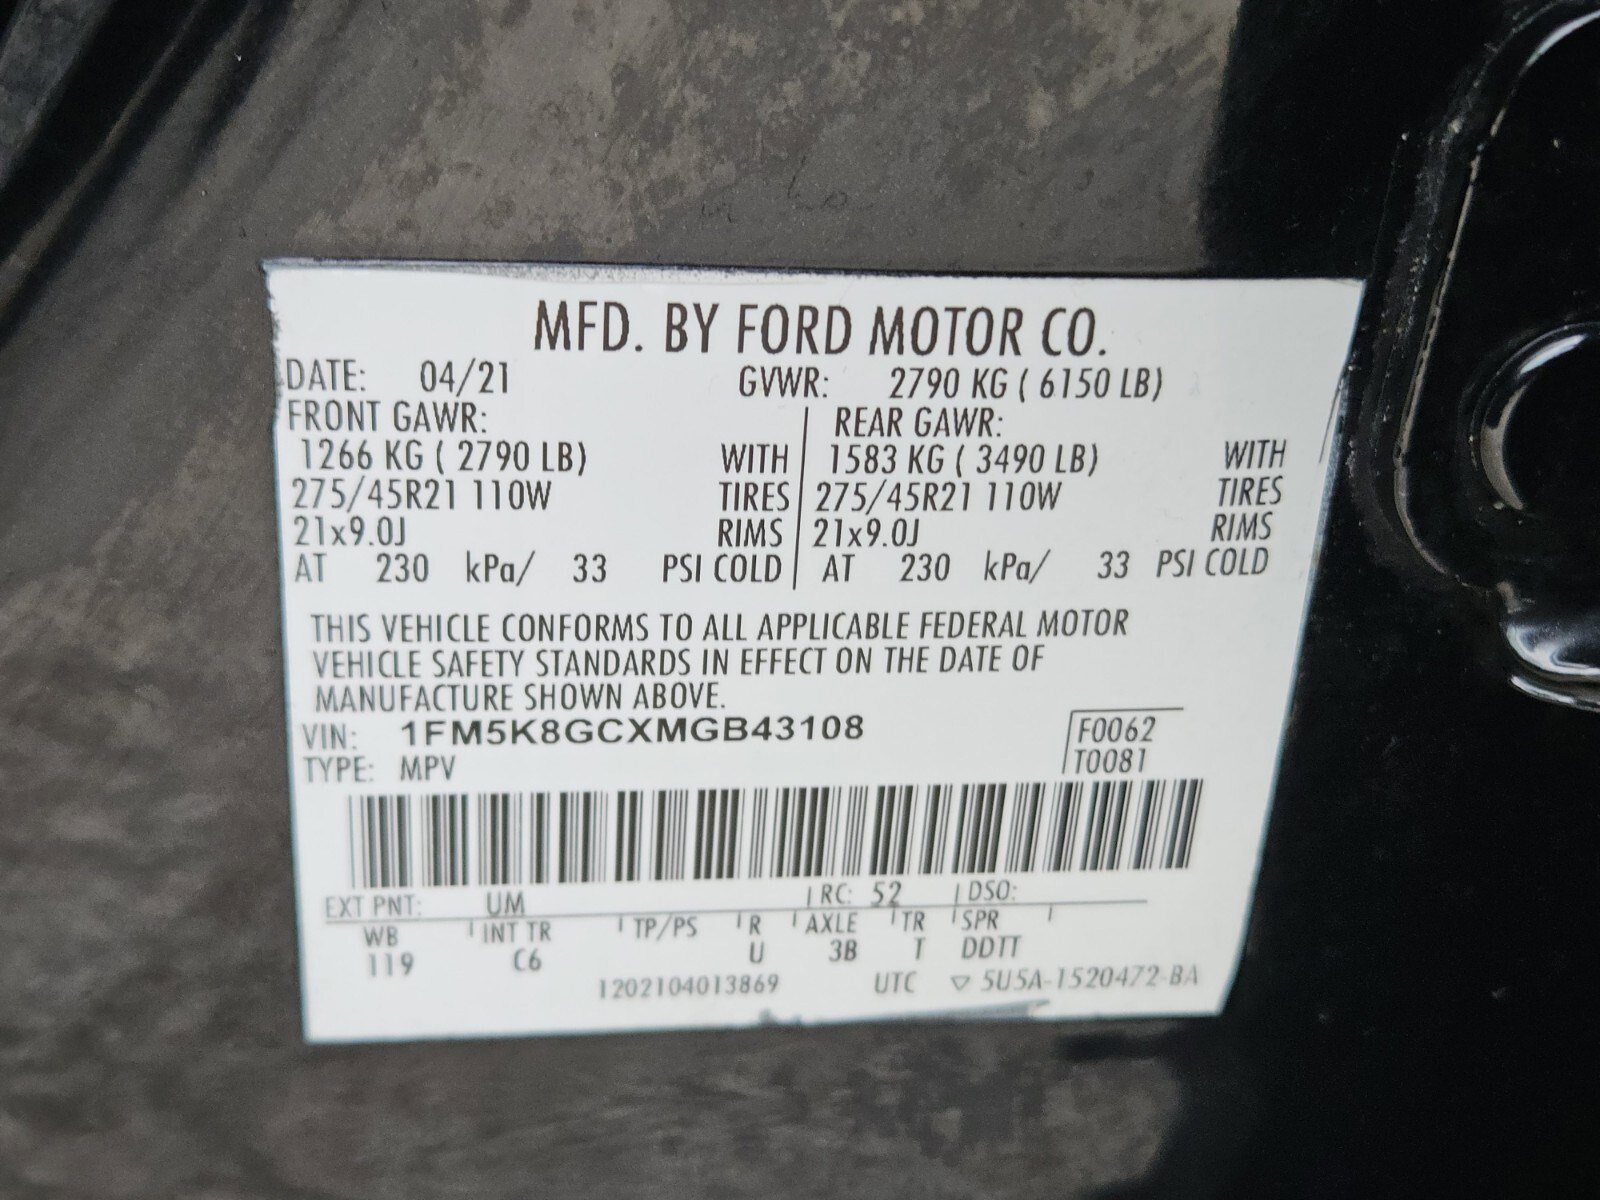 MFD. BY FORD MOTOR CO.
DATE: 04/21 GVWR: 2790 KG ( 6150 LB)
FRONT GAWR: REAR GAWR:
1266 KG ( 2790 LB) WITH 1583 KG ( 3490 LB) WITH
275/45R21 110W TIRES 275/45R21 110W TIRES
21x9.0J RIMS 21x9.0J RIMS
AT 230 kPa/ 33 PSI COLD AT 230 kPa/ 33 PSI COLD
THIS VEHICLE CONFORMS TO ALL APPLICABLE FEDERAL MOTOR
VEHICLE SAFETY STANDARDS IN EFFECT ON THE DATE OF
MANUFACTURE SHOWN ABOVE.
VIN: 1FM5K8GCXMGB43108 F0062
TYPE: MPV T0081
EXT PNT: UM RC: 52 DSO:
WB INT TR TP/PS R AXLE TR SPR
119 C6 U 3B T DDTT
1202104013869 UTC ▽ 5U5A-1520472-BA